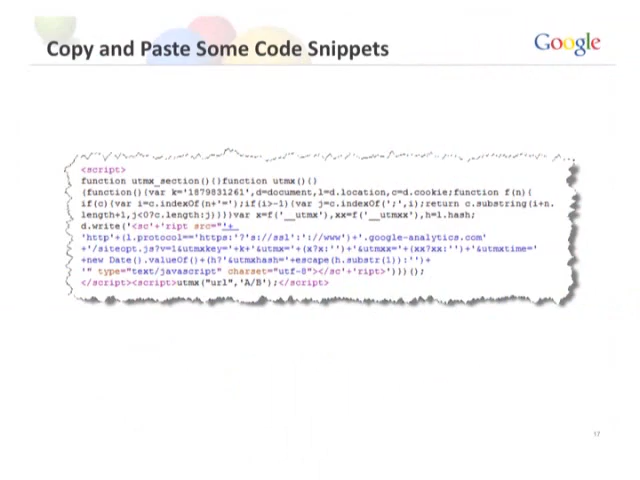 Copy and Paste Some Code Snippets
Google
<script>
function utmx_section(){}function utmx(){}
(function(){var k='1879831261',d=document,l=d.location,c=d.cookie;function f(n){
if(c){var i=c.indexOf(n+'=');if(i>-1){var j=c.indexOf(';',i);return c.substring(i+n.
length+1,j<0?c.length:j)}}}var x=f('__utmx'),xx=f('__utmxx'),h=l.hash;
d.write('<sc'+'ript src="'+
'http'+(l.protocol=='https:'?'s://ssl':'://www')+'.google-analytics.com'
+'/siteopt.js?v=1&utmxkey='+k+'&utmx='+(x?x:'')+'&utmxx='+(xx?xx:'')+'&utmxtime='
+new Date().valueOf()+(h?'&utmxhash='+escape(h.substr(1)):'')+
'" type="text/javascript" charset="utf-8"></sc'+'ript>')})();
</script><script>utmx("url",'A/B');</script>
17